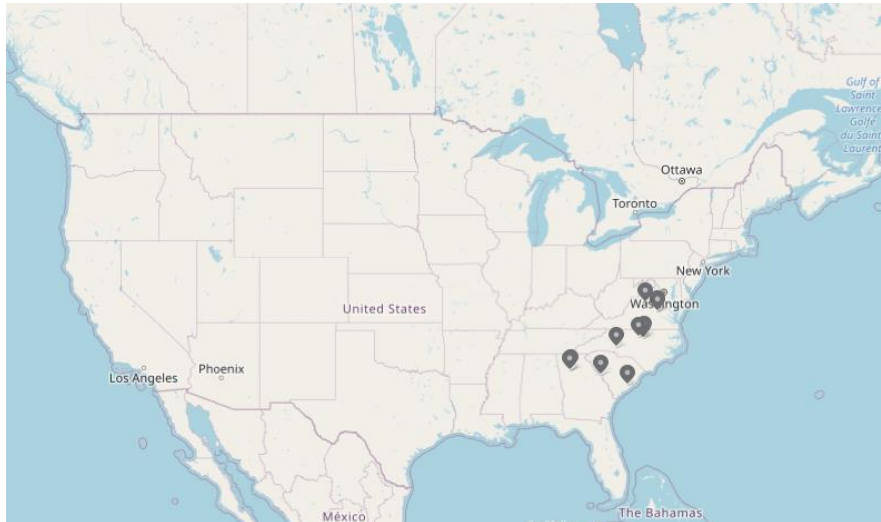 Gulf of
Saint
Lawrence
Golfe
du Saint
Laurent
Ottawa
Toronto
New York
Washington
United States
Phoenix
Los Angeles
México
The Bahamas